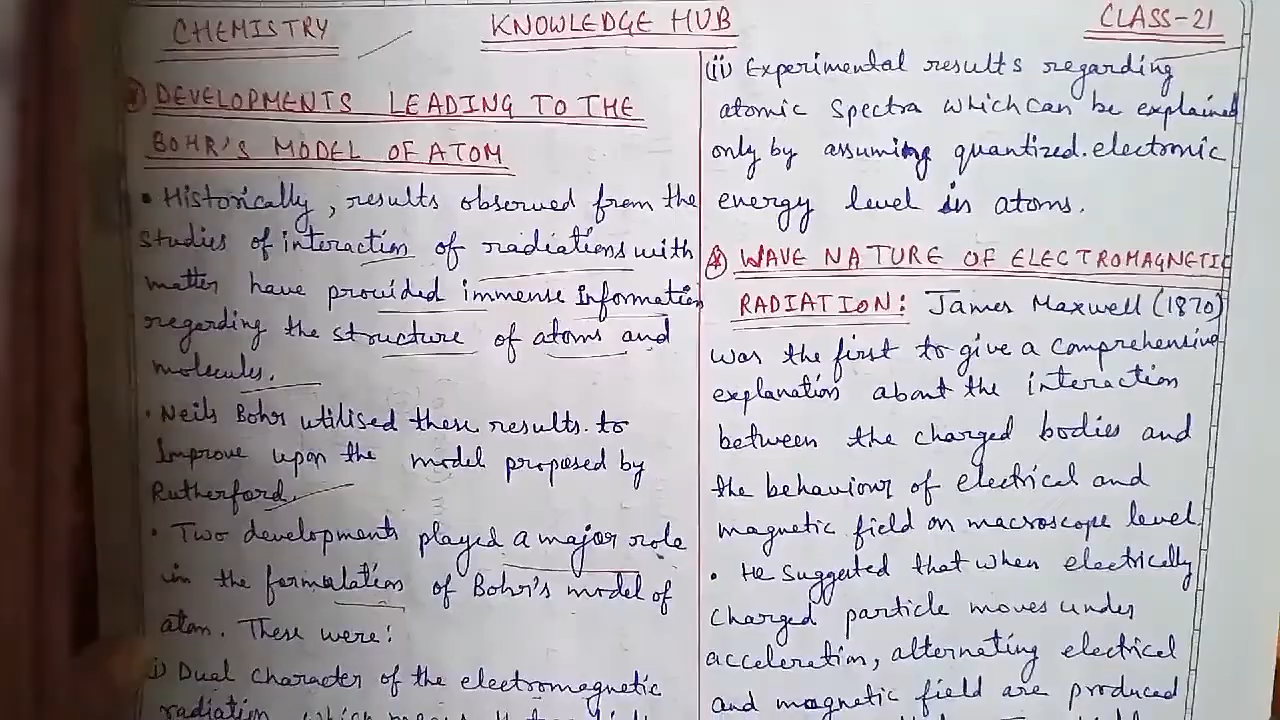 CHEMISTRY
KNOWLEDGE HUB
CLASS-21
DEVELOPMENTS LEADING TO THE
BOHR'S MODEL OF ATOM
• Historically, results observed from the
studies of interaction of radiations with
matter have provided immense information
regarding the structure of atoms and
molecules.
• Neils Bohr utilised these results. to
Improve upon the model proposed by
Rutherford.
• Two developments played a major role
in the formulation of Bohr's model of
atom. These were:
i) Dual character of the electromagnetic
radiation which means
(ii) Experimental results regarding
atomic spectra which can be explained
only by assuming quantized.electornic
energy level in atoms.
WAVE NATURE OF ELECTROMAGNETIC
RADIATION: James Maxwell (1870)
was the first to give a comprehensive
explanation about the interaction
between the charged bodies and
the behaviour of electrical and
magnetic field on macroscope level.
• He suggested that when electrically
charged particle moves under
acceleration, alternating electrical
and magnetic field are produced